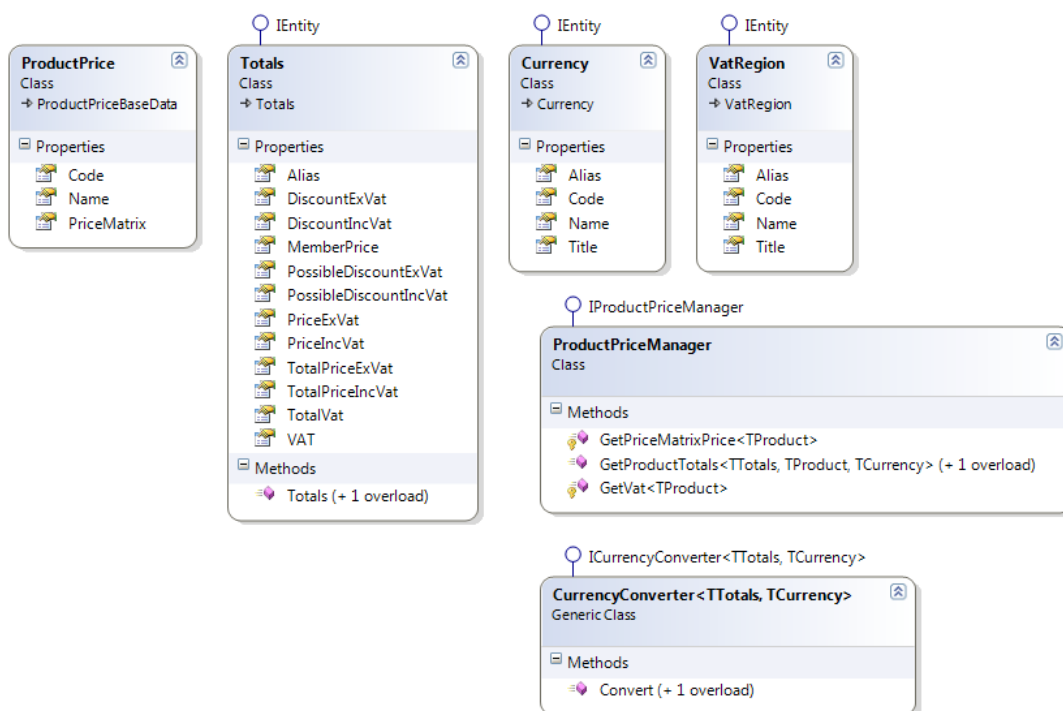 ProductPrice
Class
ProductPriceBaseData
Properties
Code
Name
PriceMatrix
IEntity
Totals
Class
Totals
Properties
Alias
DiscountExVat
DiscountIncVat
MemberPrice
PossibleDiscountExVat
PossibleDiscountIncVat
PriceExVat
PriceIncVat
TotalPriceExVat
TotalPriceIncVat
TotalVat
VAT
Methods
Totals (+ 1 overload)
IEntity
Currency
Class
Currency
Properties
Alias
Code
Name
Title
IEntity
VatRegion
Class
VatRegion
Properties
Alias
Code
Name
Title
IProductPriceManager
ProductPriceManager
Class
Methods
GetPriceMatrixPrice<TProduct>
GetProductTotals<TTotals, TProduct, TCurrency> (+ 1 overload)
GetVat<TProduct>
ICurrencyConverter<TTotals, TCurrency>
CurrencyConverter<TTotals, TCurrency>
Generic Class
Methods
Convert (+ 1 overload)